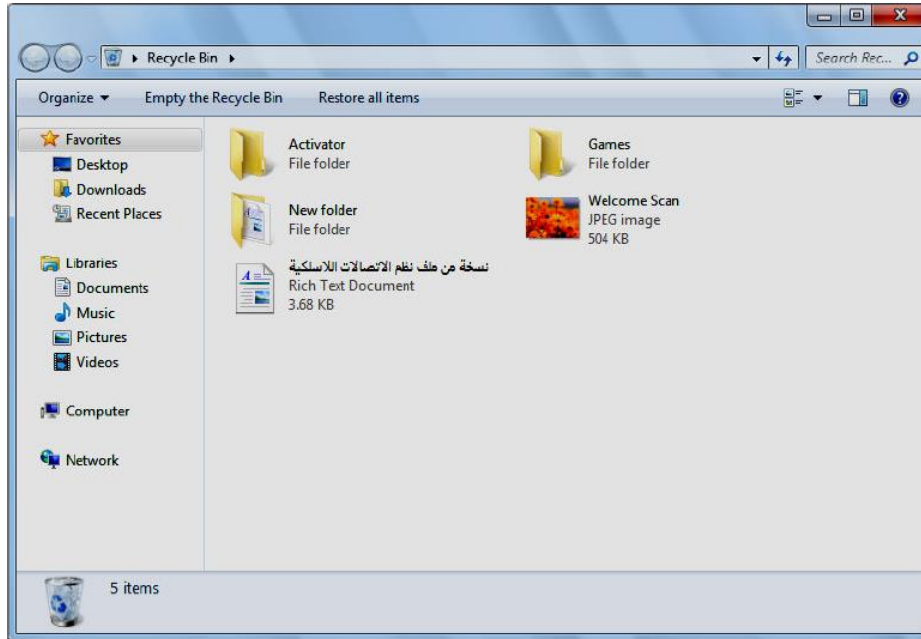 Recycle Bin
Search Rec...
Organize
Empty the Recycle Bin
Restore all items
Favorites
Desktop
Downloads
Recent Places
Libraries
Documents
Music
Pictures
Videos
Computer
Network
Activator
File folder
Games
File folder
New folder
File folder
Welcome Scan
JPEG image
504 KB
نسخة من ملف نظم الاتصالات اللاسلكية
Rich Text Document
3.68 KB
5 items